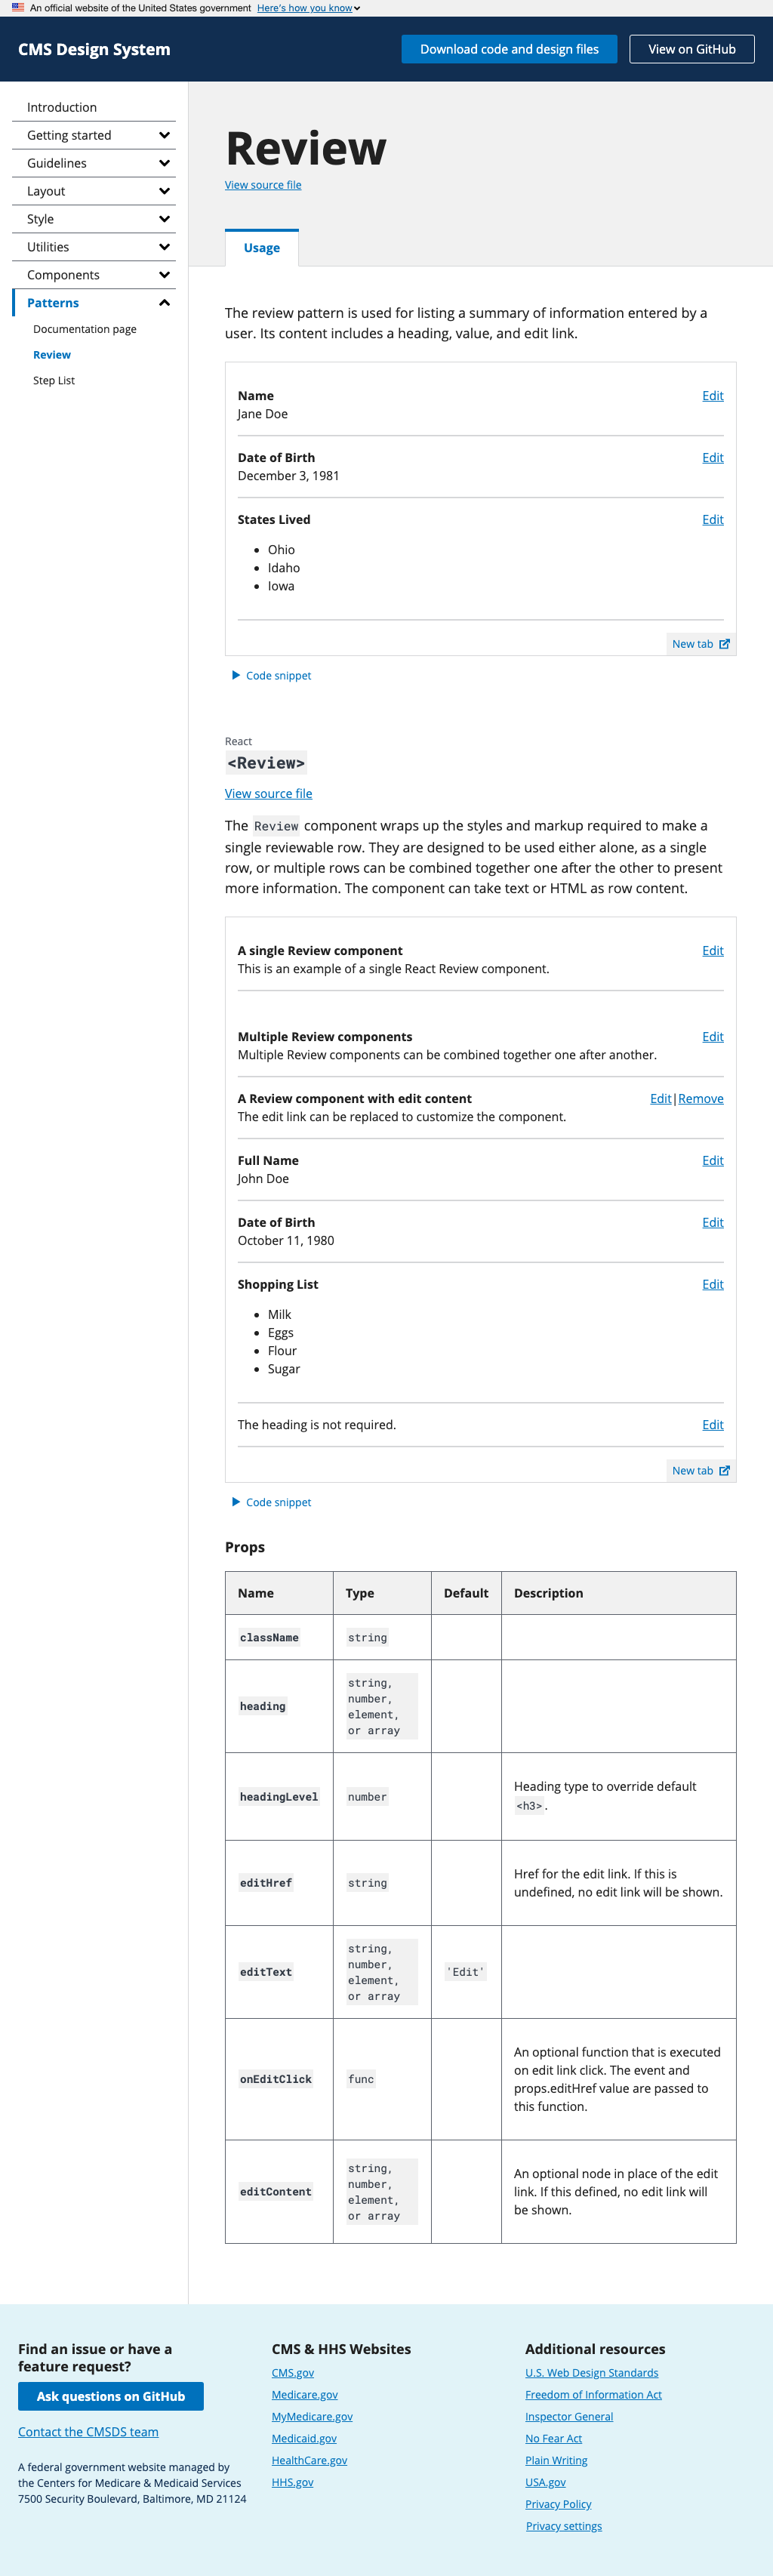 An official website of the United States government Here's how you know
CMS Design System
Download code and design files
View on GitHub
Introduction
Getting started
Guidelines
Layout
Style
Utilities
Components
Patterns
Documentation page
Review
Step List
Review
View source file
Usage
The review pattern is used for listing a summary of information entered by a
user. Its content includes a heading, value, and edit link.
Name Edit
Jane Doe
Date of Birth Edit
December 3, 1981
States Lived Edit
• Ohio
• Idaho
• Iowa
New tab
Code snippet
React
<Review>
View source file
The Review component wraps up the styles and markup required to make a
single reviewable row. They are designed to be used either alone, as a single
row, or multiple rows can be combined together one after the other to present
more information. The component can take text or HTML as row content.
A single Review component Edit
This is an example of a single React Review component.
Multiple Review components Edit
Multiple Review components can be combined together one after another.
A Review component with edit content Edit|Remove
The edit link can be replaced to customize the component.
Full Name Edit
John Doe
Date of Birth Edit
October 11, 1980
Shopping List Edit
• Milk
• Eggs
• Flour
• Sugar
The heading is not required. Edit
New tab
Code snippet
Props
Name Type Default Description
className string
heading
string,
number,
element,
or array
headingLevel number
Heading type to override default
<h3>.
editHref string
Href for the edit link. If this is
undefined, no edit link will be shown.
editText
string,
number,
element,
or array
'Edit'
onEditClick func
An optional function that is executed
on edit link click. The event and
props.editHref value are passed to
this function.
editContent
string,
number,
element,
or array
An optional node in place of the edit
link. If this defined, no edit link will
be shown.
Find an issue or have a
feature request?
Ask questions on GitHub
Contact the CMSDS team
A federal government website managed by
the Centers for Medicare & Medicaid Services
7500 Security Boulevard, Baltimore, MD 21124
CMS & HHS Websites
CMS.gov
Medicare.gov
MyMedicare.gov
Medicaid.gov
HealthCare.gov
HHS.gov
Additional resources
U.S. Web Design Standards
Freedom of Information Act
Inspector General
No Fear Act
Plain Writing
USA.gov
Privacy Policy
Privacy settings